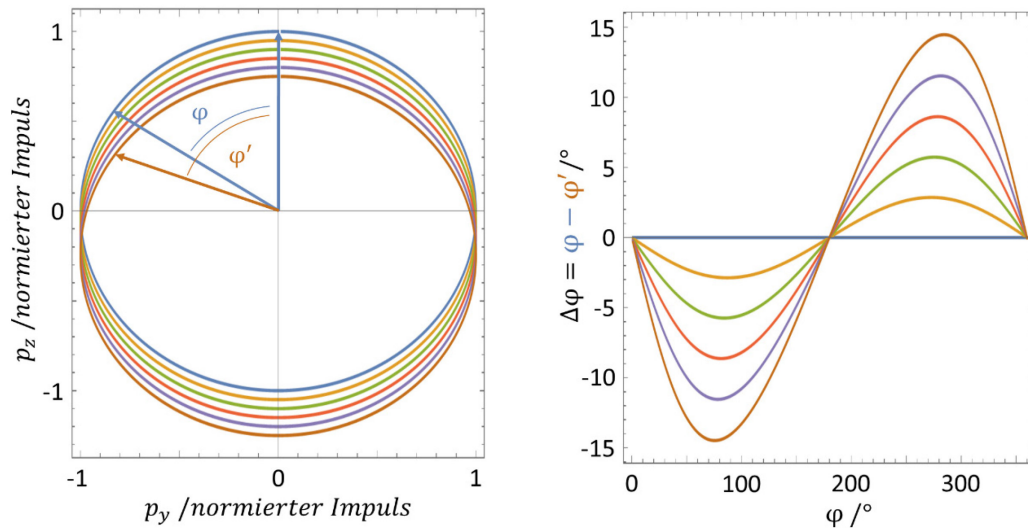 1
0
-1
-1
0
1
p_z /normierter Impuls
p_y /normierter Impuls
φ
φ′
15
10
5
0
-5
-10
-15
0
100
200
300
Δφ = φ − φ′ /°
φ /°